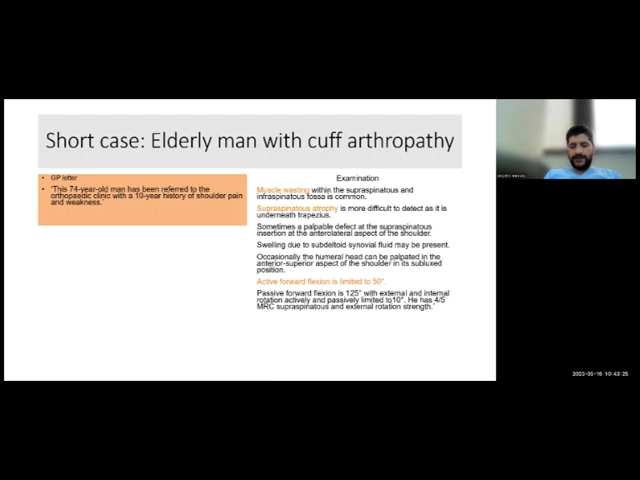 Short case: Elderly man with cuff arthropathy
• GP letter
• 'This 74-year-old man has been referred to the
orthopaedic clinic with a 10-year history of shoulder pain
and weakness.'
Examination
Muscle wasting within the supraspinatous and
infraspinatous fossa is common.
Supraspinatous atrophy is more difficult to detect as it is
underneath trapezius.
Sometimes a palpable defect at the supraspinatous
insertion at the anterolateral aspect of the shoulder.
Swelling due to subdeltoid synovial fluid may be present.
Occasionally the humeral head can be palpated in the
anterior-superior aspect of the shoulder in its subluxed
position.
Active forward flexion is limited to 50°.
Passive forward flexion is 125° with external and internal
rotation actively and passively limited to10°. He has 4/5
MRC supraspinatous and external rotation strength.'
2023-05-16 10:43:25